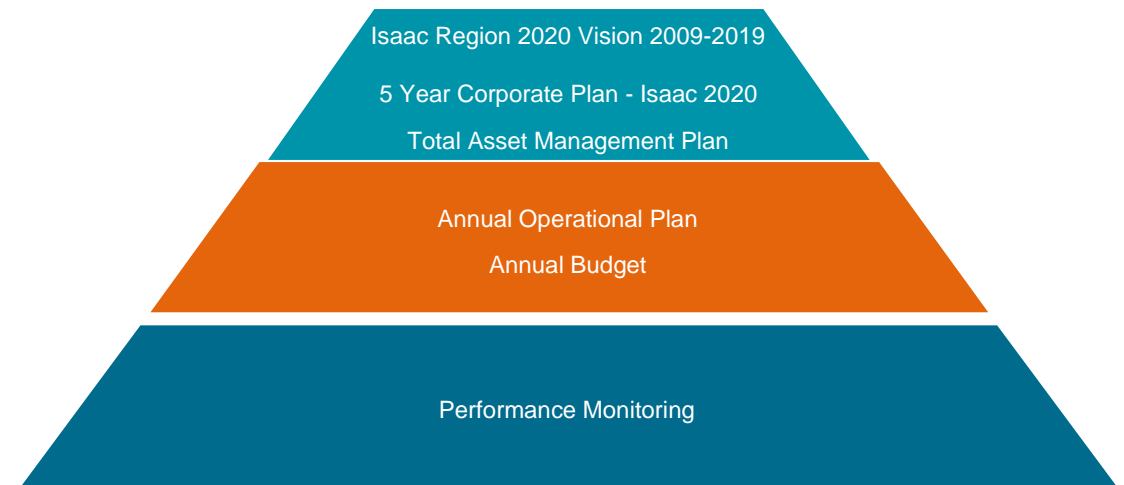 Isaac Region 2020 Vision 2009-2019
5 Year Corporate Plan - Isaac 2020
Total Asset Management Plan
Annual Operational Plan
Annual Budget
Performance Monitoring